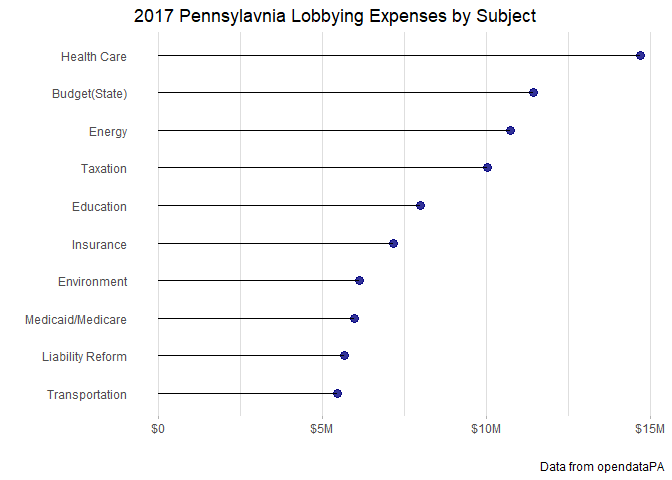 2017 Pennsylavnia Lobbying Expenses by Subject
Health Care
Budget(State)
Energy
Taxation
Education
Insurance
Environment
Medicaid/Medicare
Liability Reform
Transportation
$0 $5M $10M $15M
Data from opendataPA